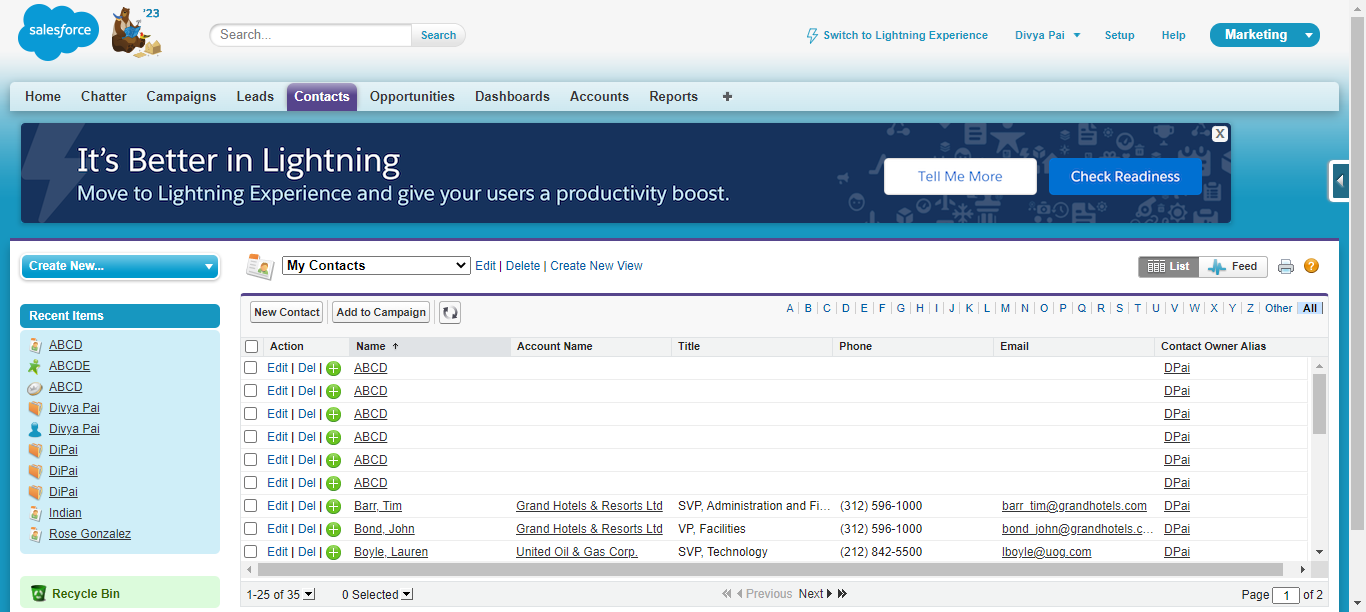 salesforce
'23
Search...
Search
Switch to Lightning Experience
Divya Pai
Setup
Help
Marketing
Home Chatter Campaigns Leads Contacts Opportunities Dashboards Accounts Reports +
It's Better in Lightning
Move to Lightning Experience and give your users a productivity boost.
Tell Me More
Check Readiness
X
Create New...
Recent Items
ABCD
ABCDE
ABCD
Divya Pai
Divya Pai
DiPai
DiPai
DiPai
Indian
Rose Gonzalez
Recycle Bin
My Contacts
Edit | Delete | Create New View
List
Feed
?
New Contact
Add to Campaign
A | B | C | D | E | F | G | H | I | J | K | L | M | N | O | P | Q | R | S | T | U | V | W | X | Y | Z | Other | All
Action Name Account Name Title Phone Email Contact Owner Alias
Edit | Del | ABCD DPai
Edit | Del | ABCD DPai
Edit | Del | ABCD DPai
Edit | Del | ABCD DPai
Edit | Del | ABCD DPai
Edit | Del | ABCD DPai
Edit | Del | Barr, Tim Grand Hotels & Resorts Ltd SVP, Administration and Fi... (312) 596-1000 barr_tim@grandhotels.com DPai
Edit | Del | Bond, John Grand Hotels & Resorts Ltd VP, Facilities (312) 596-1000 bond_john@grandhotels.c... DPai
Edit | Del | Boyle, Lauren United Oil & Gas Corp. SVP, Technology (212) 842-5500 lboyle@uog.com DPai
1-25 of 35
0 Selected
Previous
Next
Page 1 of 2